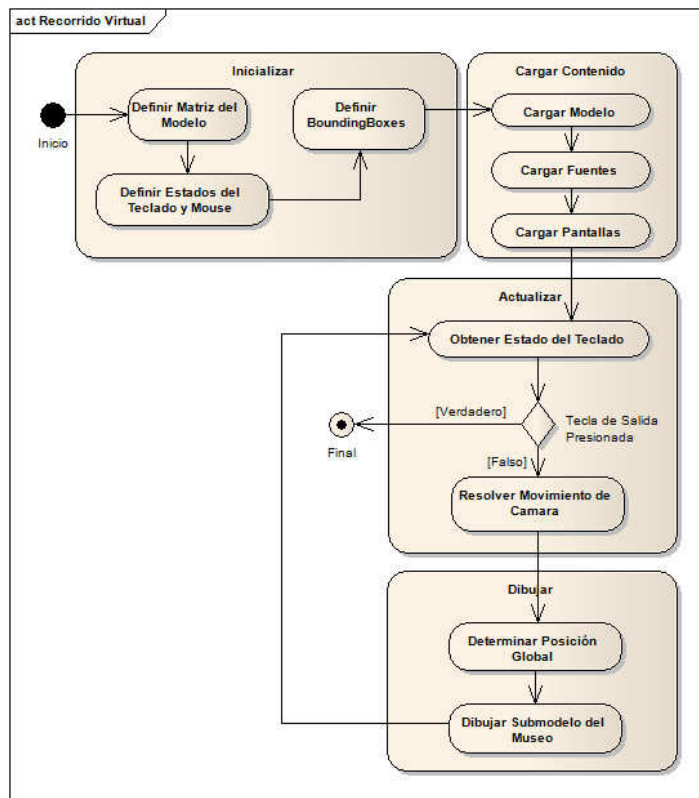 act Recorrido Virtual
Inicializar
Inicio
Definir Matriz del
Modelo
Definir Estados del
Teclado y Mouse
Definir
BoundingBoxes
Cargar Contenido
Cargar Modelo
Cargar Fuentes
Cargar Pantallas
Actualizar
Obtener Estado del Teclado
[Verdadero]
Tecla de Salida
Presionada
Final
[Falso]
Resolver Movimiento de
Camara
Dibujar
Determinar Posición
Global
Dibujar Submodelo del
Museo